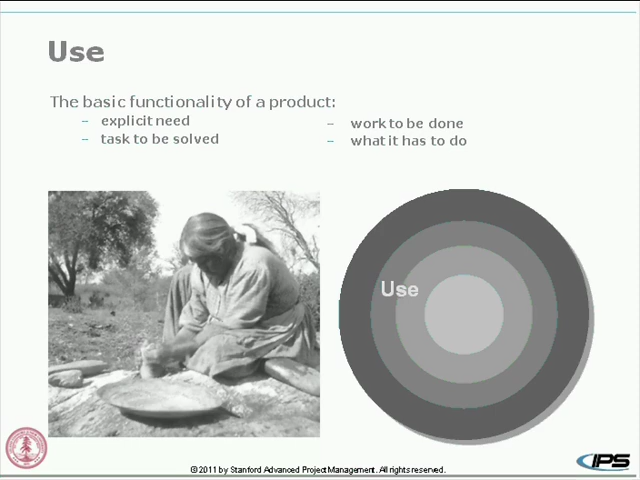 Use
The basic functionality of a product:
– explicit need
– task to be solved
– work to be done
– what it has to do
Use
© 2011 by Stanford Advanced Project Management. All rights reserved.
IPS